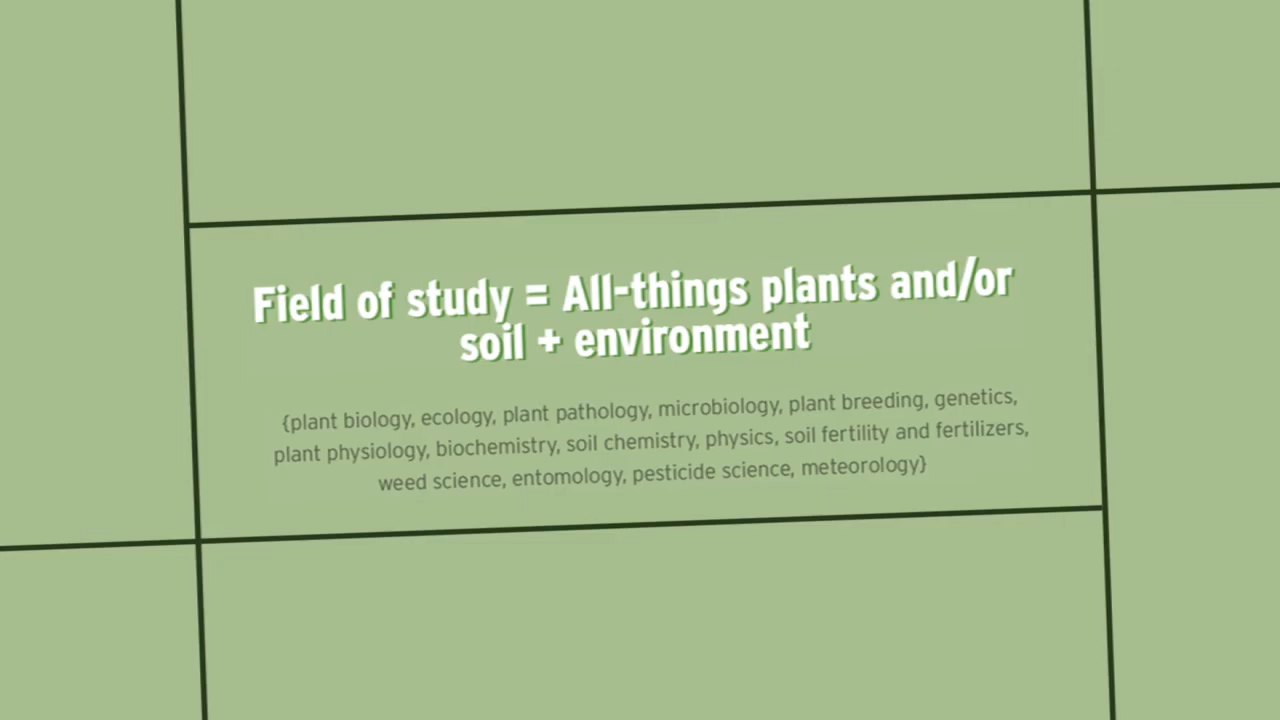 Field of study = All-things plants and/or
soil + environment
{plant biology, ecology, plant pathology, microbiology, plant breeding, genetics,
plant physiology, biochemistry, soil chemistry, physics, soil fertility and fertilizers,
weed science, entomology, pesticide science, meteorology}